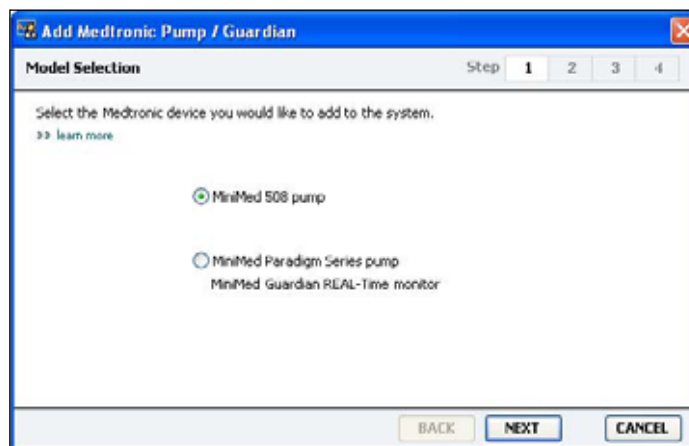 Add Medtronic Pump / Guardian
Model Selection Step 1 2 3 4
Select the Medtronic device you would like to add to the system.
>> learn more
MiniMed 508 pump
MiniMed Paradigm Series pump
MiniMed Guardian REAL-Time monitor
BACK NEXT CANCEL